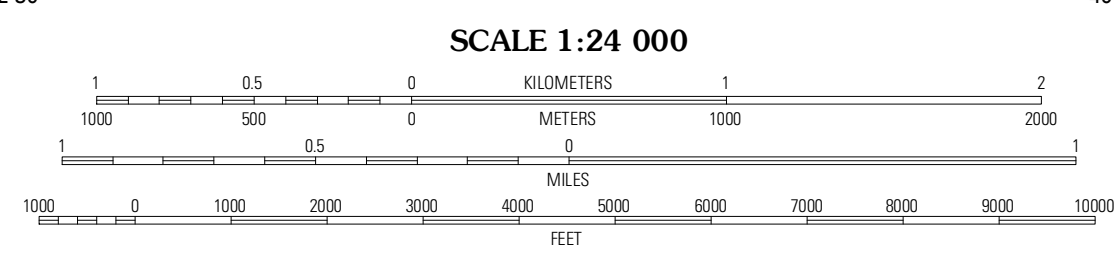 SCALE 1:24 000
1 0.5 0 KILOMETERS 1 2
1000 500 0 METERS 1000 2000
1 0.5 0 1
MILES
1000 0 1000 2000 3000 4000 5000 6000 7000 8000 9000 10000
FEET